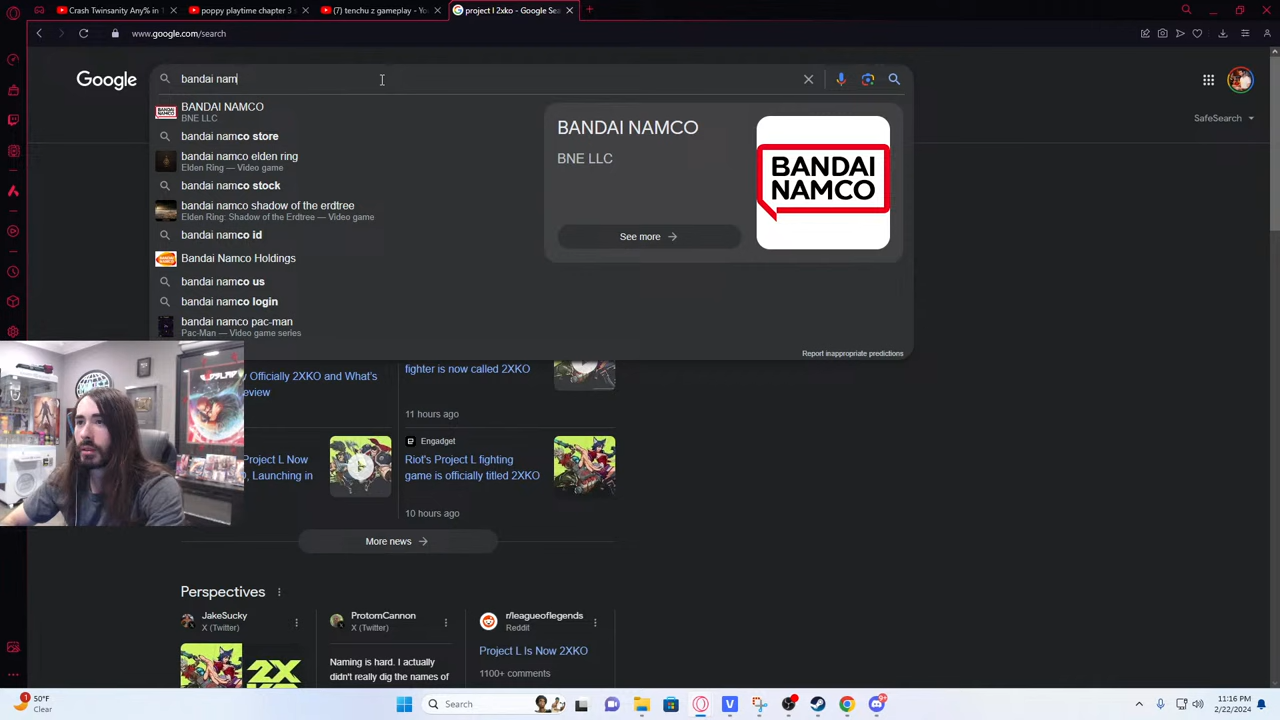 Crash Twinsanity Any% in
poppy playtime chapter 3
(7) tenchu z gameplay - Yo
project l 2xko - Google Sea
www.google.com/search
Google
bandai nam
SafeSearch
BANDAI NAMCO
BNE LLC
bandai namco store
bandai namco elden ring
Elden Ring — Video game
bandai namco stock
bandai namco shadow of the erdtree
Elden Ring: Shadow of the Erdtree — Video game
bandai namco id
Bandai Namco Holdings
bandai namco us
bandai namco login
bandai namco pac-man
Pac-Man — Video game series
BANDAI NAMCO
BNE LLC
See more
BANDAI
NAMCO
Report inappropriate predictions
y Officially 2XKO and What's
eview
fighter is now called 2XKO
11 hours ago
Project L Now
, Launching in
Engadget
Riot's Project L fighting
game is officially titled 2XKO
10 hours ago
More news
Perspectives
JakeSucky
X (Twitter)
ProtomCannon
X (Twitter)
Naming is hard. I actually
didn't really dig the names of
r/leagueoflegends
Reddit
Project L Is Now 2XKO
1100+ comments
2X
50°F
Clear
Search
11:16 PM
2/22/2024